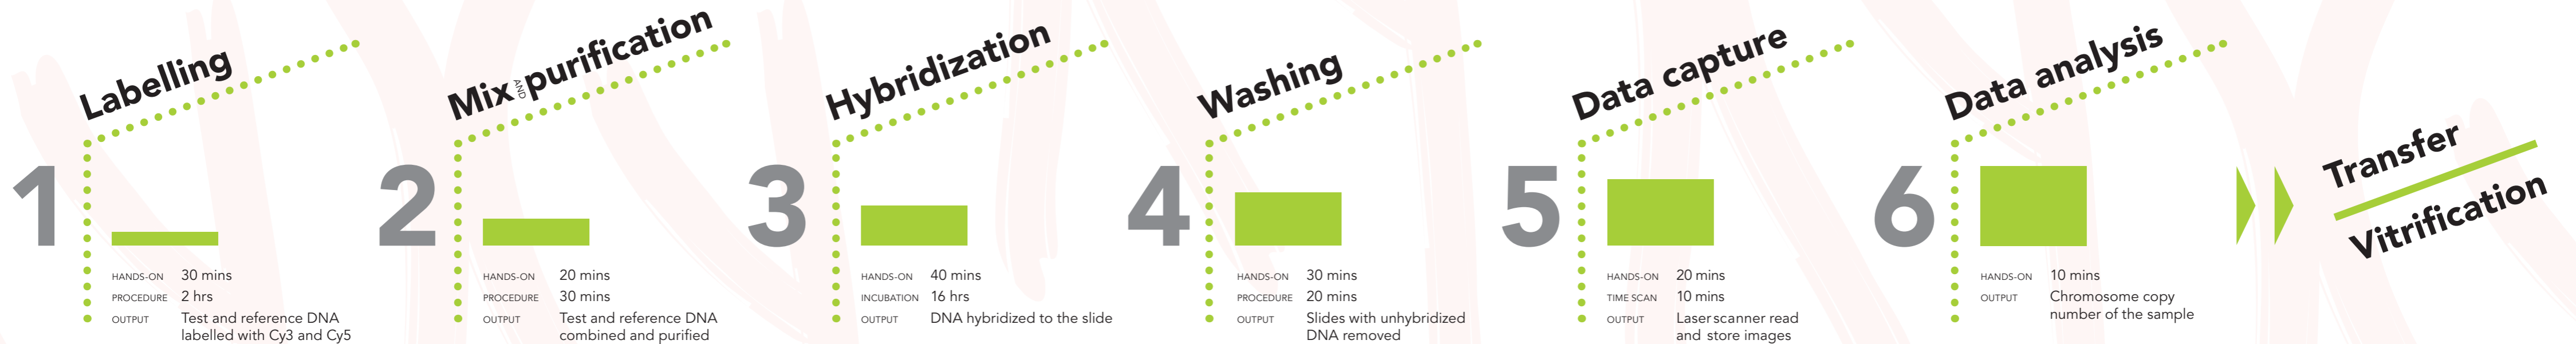 1
Labelling
HANDS-ON 30 mins
PROCEDURE 2 hrs
OUTPUT Test and reference DNA
labelled with Cy3 and Cy5
2
Mix AND purification
HANDS-ON 20 mins
PROCEDURE 30 mins
OUTPUT Test and reference DNA
combined and purified
3
Hybridization
HANDS-ON 40 mins
INCUBATION 16 hrs
OUTPUT DNA hybridized to the slide
4
Washing
HANDS-ON 30 mins
PROCEDURE 20 mins
OUTPUT Slides with unhybridized
DNA removed
5
Data capture
HANDS-ON 20 mins
TIME SCAN 10 mins
OUTPUT Laser scanner read
and store images
6
Data analysis
HANDS-ON 10 mins
OUTPUT Chromosome copy
number of the sample
Transfer
Vitrification